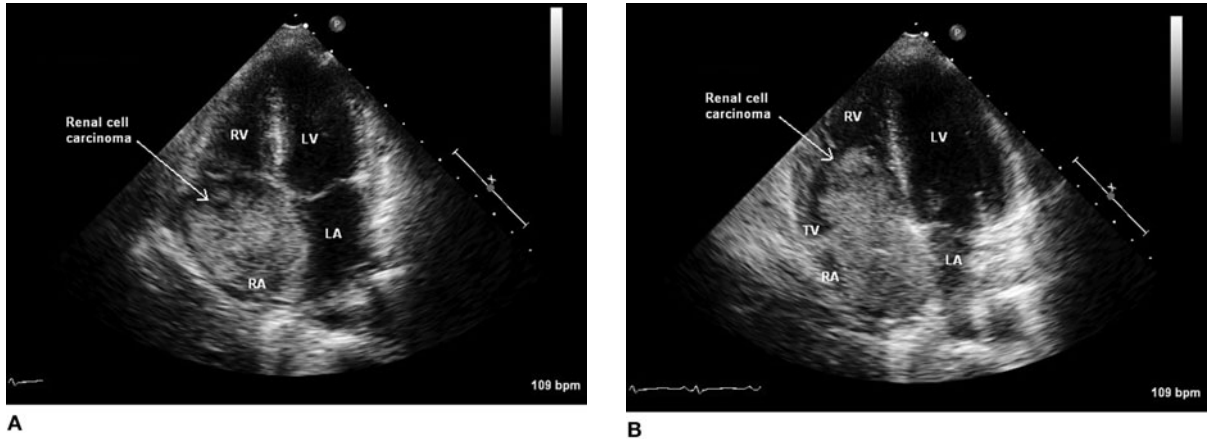 P
Renal cell
carcinoma
RV
LV
LA
RA
109 bpm
A
P
Renal cell
carcinoma
RV
LV
TV
LA
RA
109 bpm
B